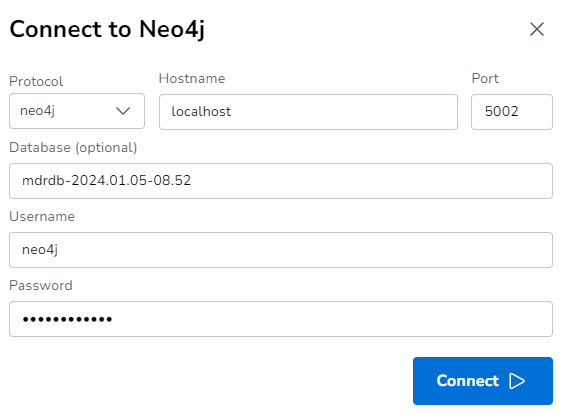 Connect to Neo4j
Protocol Hostname Port
neo4j localhost 5002
Database (optional)
mdrdb-2024.01.05-08.52
Username
neo4j
Password
••••••••••••
Connect